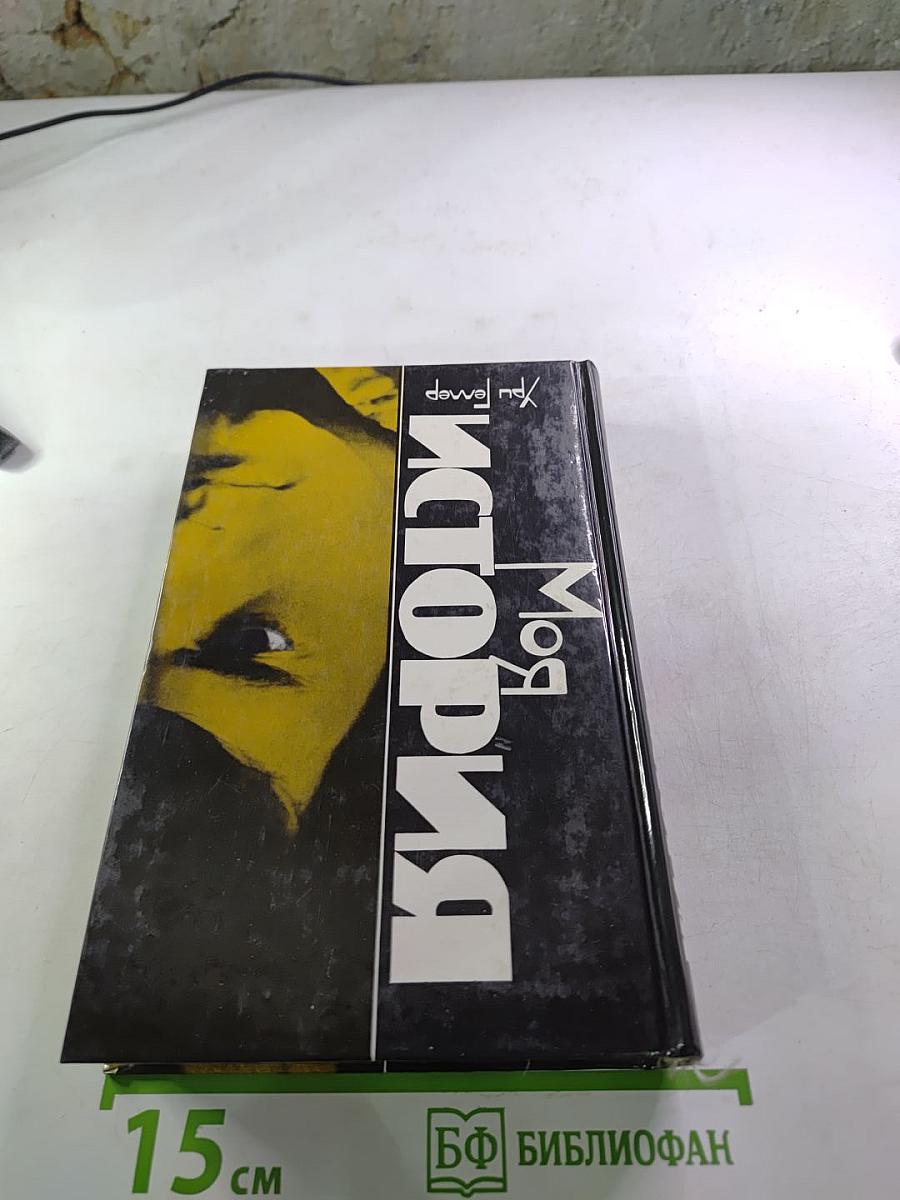 Ури Геллер
Моя
ИСТОРИЯ
15 см
БФ БИБЛИОФАН